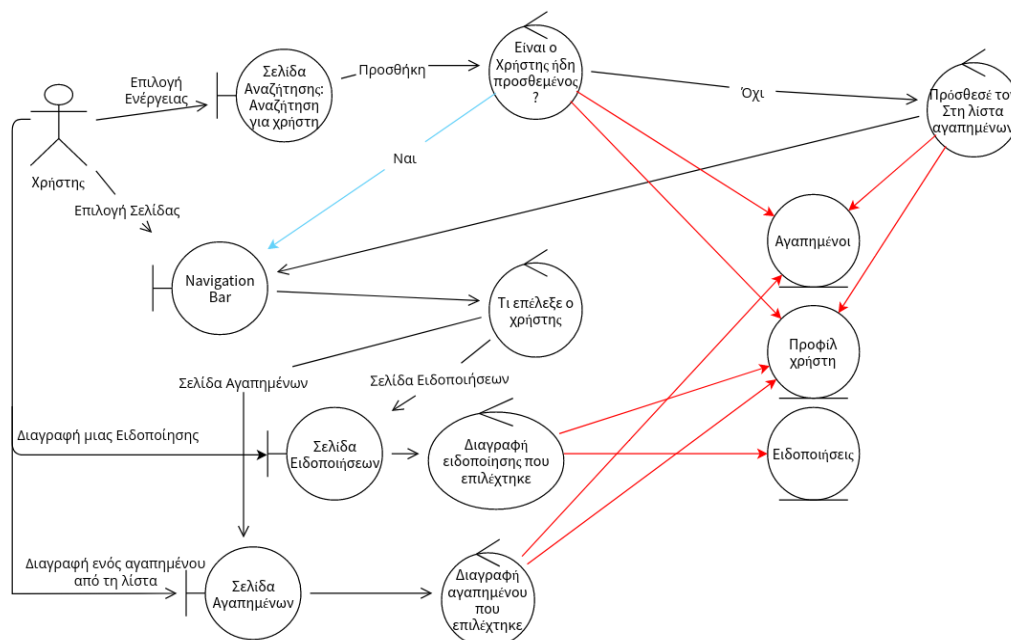 Είναι ο
Χρήστης ήδη
προσθεμένος
?
Σελίδα
Αναζήτησης:
Αναζήτηση
για χρήστη
Προσθήκη
Επιλογή
Ενέργειας
Όχι
Πρόσθεσέ τον
Στη λίστα
αγαπημένων
Χρήστης
Ναι
Επιλογή Σελίδας
Αγαπημένοι
Navigation
Bar
Τι επέλεξε ο
χρήστης
Προφίλ
χρήστη
Σελίδα Αγαπημένων
Σελίδα Ειδοποιήσεων
Διαγραφή μιας Ειδοποίησης
Σελίδα
Ειδοποιήσεων
Διαγραφή
ειδοποίησης που
επιλέχτηκε
Ειδοποιήσεις
Διαγραφή ενός αγαπημένου
από τη λίστα
Σελίδα
Αγαπημένων
Διαγραφή
αγαπημένου
που
επιλέχτηκε